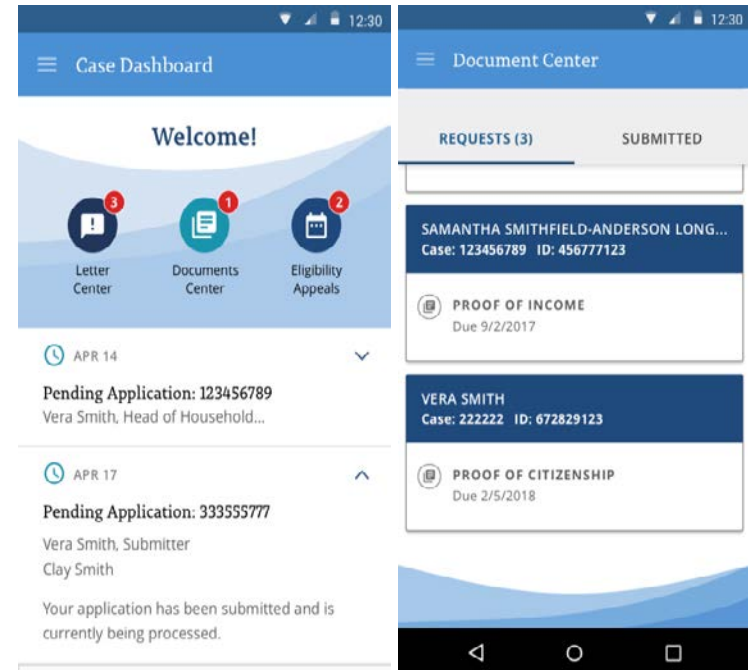 12:30
Case Dashboard
Welcome!
3
1
2
Letter
Center
Documents
Center
Eligibility
Appeals
APR 14
Pending Application: 123456789
Vera Smith, Head of Household...
APR 17
Pending Application: 333555777
Vera Smith, Submitter
Clay Smith
Your application has been submitted and is
currently being processed.
12:30
Document Center
REQUESTS (3)
SUBMITTED
SAMANTHA SMITHFIELD-ANDERSON LONG...
Case: 123456789 ID: 456777123
PROOF OF INCOME
Due 9/2/2017
VERA SMITH
Case: 222222 ID: 672829123
PROOF OF CITIZENSHIP
Due 2/5/2018